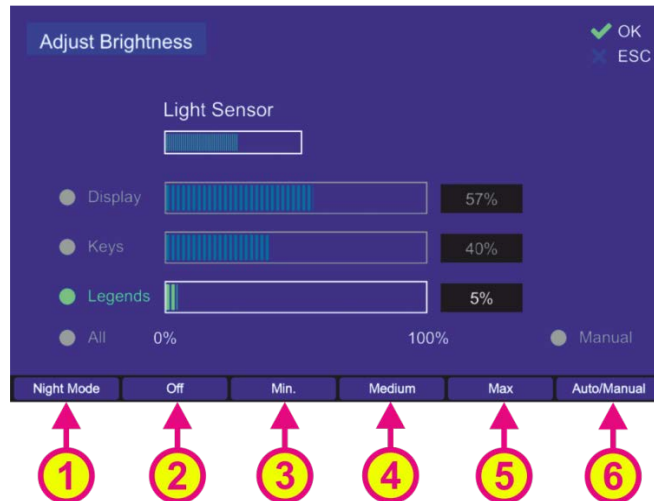 Adjust Brightness
OK
ESC
Light Sensor
Display 57%
Keys 40%
Legends 5%
All 0% 100% Manual
Night Mode Off Min. Medium Max Auto/Manual
1 2 3 4 5 6